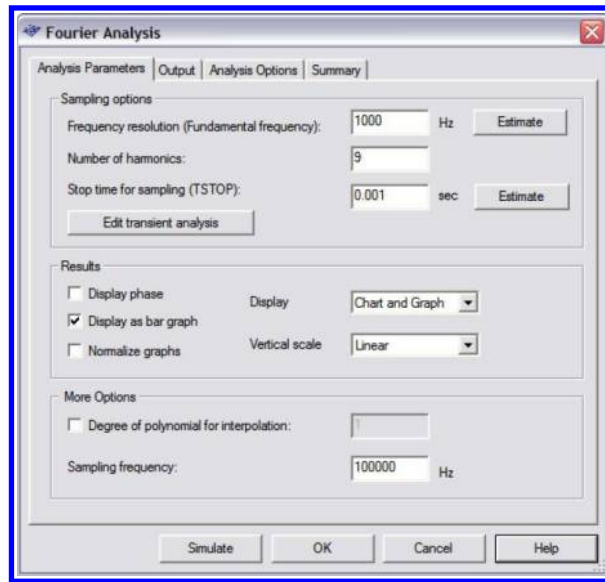 Fourier Analysis
Analysis Parameters Output Analysis Options Summary
Sampling options
Frequency resolution (Fundamental frequency): 1000 Hz Estimate
Number of harmonics: 9
Stop time for sampling (TSTOP): 0.001 sec Estimate
Edit transient analysis
Results
Display phase
Display Chart and Graph
Display as bar graph
Vertical scale Linear
Normalize graphs
More Options
Degree of polynomial for interpolation: 1
Sampling frequency: 100000 Hz
Simulate OK Cancel Help